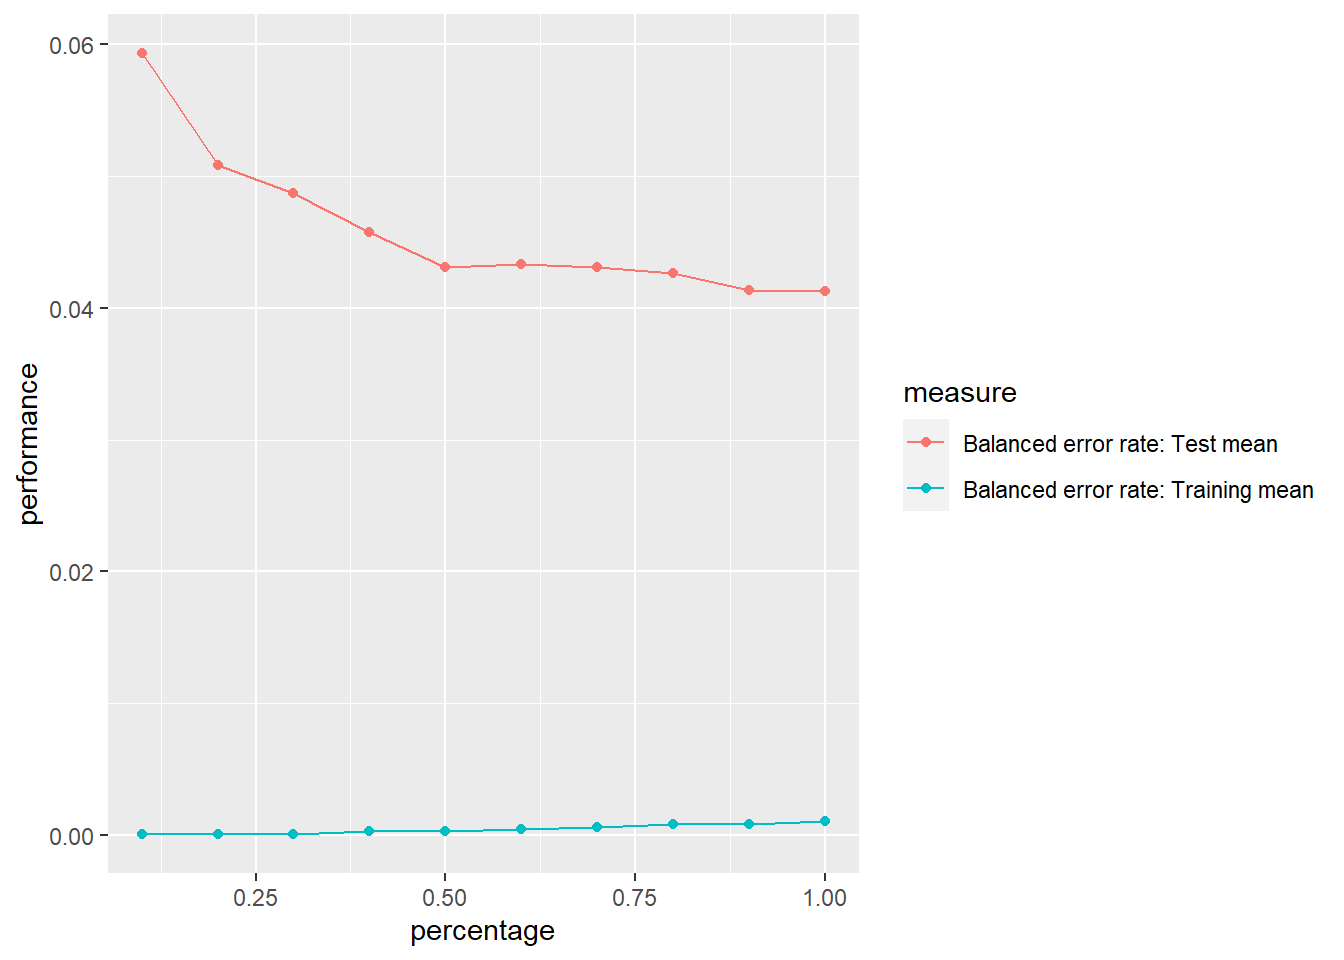 0.06
0.04
0.02
0.00
performance
0.25
0.50
0.75
1.00
percentage
measure
Balanced error rate: Test mean
Balanced error rate: Training mean